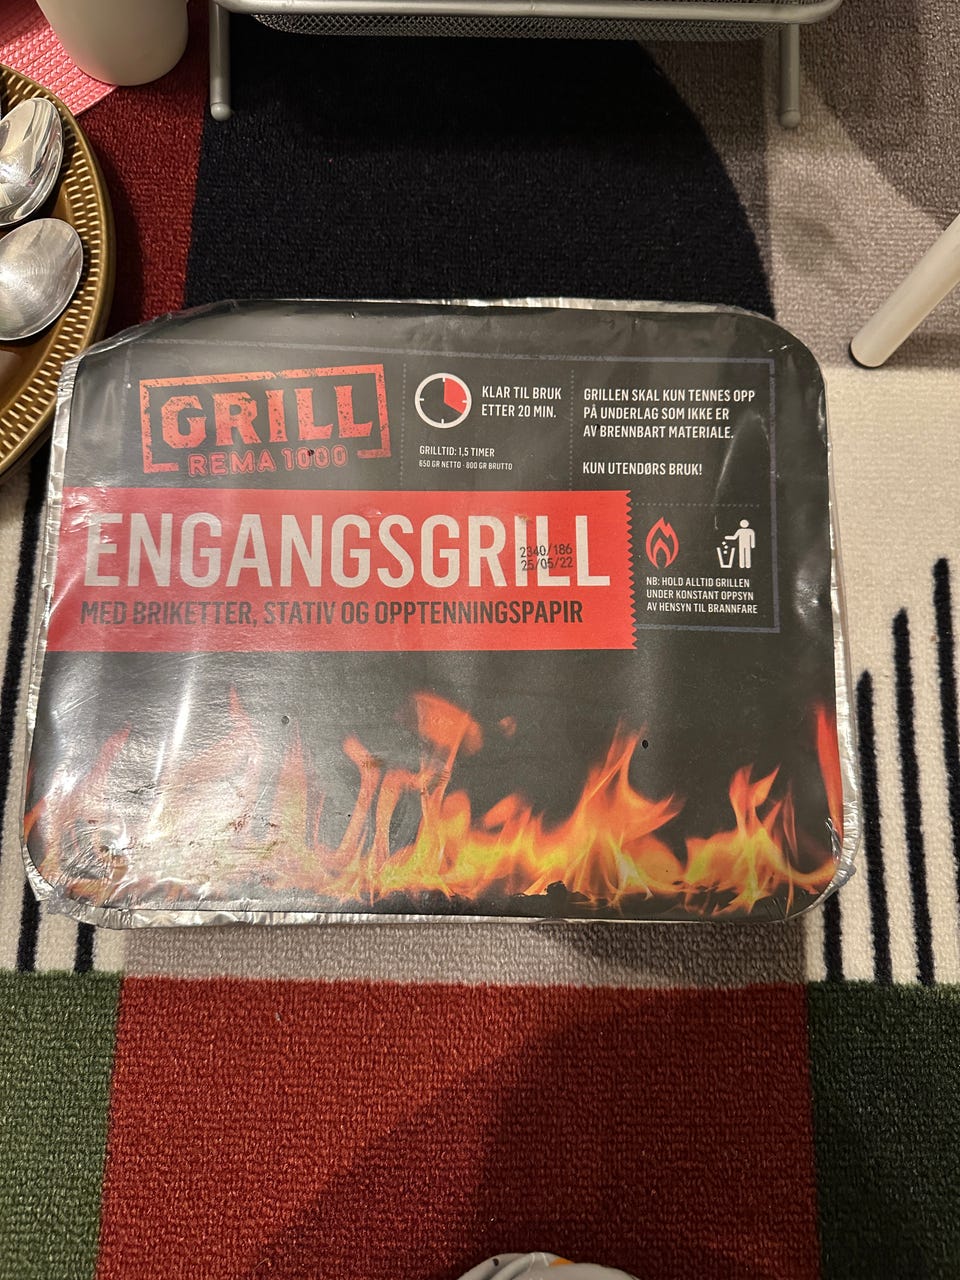 GRILL
REMA 1000
KLAR TIL BRUK
ETTER 20 MIN.
GRILLTID: 1,5 TIMER
650 GR NETTO · 800 GR BRUTTO
GRILLEN SKAL KUN TENNES OPP
PÅ UNDERLAG SOM IKKE ER
AV BRENNBART MATERIALE.
KUN UTENDØRS BRUK!
ENGANGSGRILL
2340/186
25/05/22
MED BRIKETTER, STATIV OG OPPTENNINGSPAPIR
NB: HOLD ALLTID GRILLEN
UNDER KONSTANT OPPSYN
AV HENSYN TIL BRANNFARE